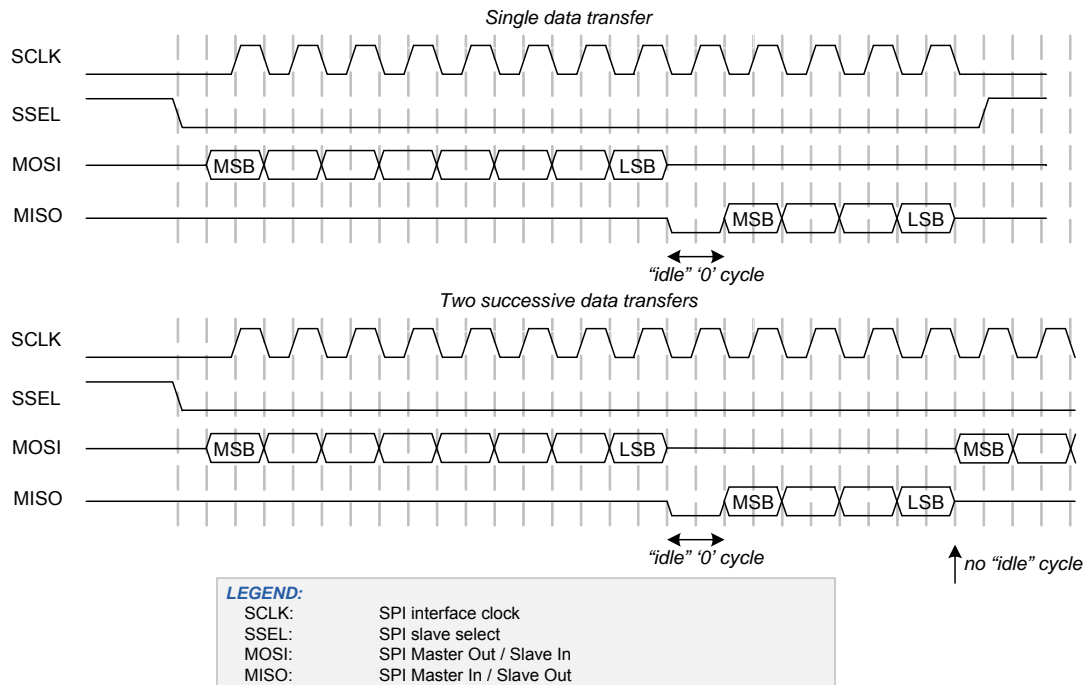 Single data transfer
SCLK
SSEL
MOSI MSB LSB
MISO MSB LSB
“idle” ‘0’ cycle
Two successive data transfers
SCLK
SSEL
MOSI MSB LSB MSB
MISO MSB LSB
“idle” ‘0’ cycle no “idle” cycle
LEGEND:
SCLK: SPI interface clock
SSEL: SPI slave select
MOSI: SPI Master Out / Slave In
MISO: SPI Master In / Slave Out